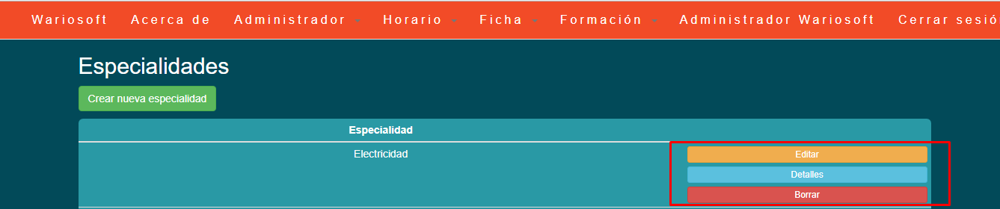 Wariosoft Acerca de Administrador Horario Ficha Formación Administrador Wariosoft Cerrar sesió
Especialidades
Crear nueva especialidad
Especialidad
Electricidad Editar
Detalles
Borrar